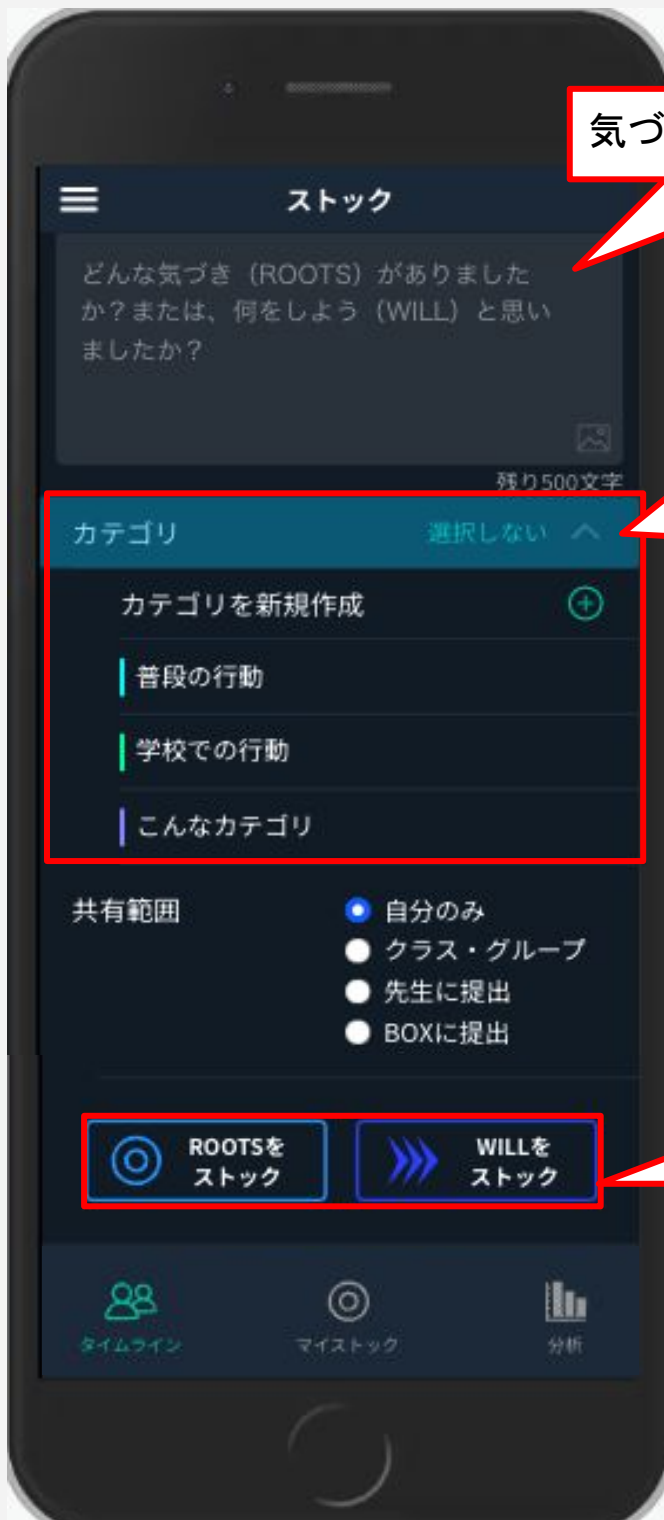 気づ
ストック
どんな気づき（ROOTS）がありました
か？または、何をしよう（WILL）と思い
ましたか？
残り500文字
カテゴリ 選択しない
カテゴリを新規作成
普段の行動
学校での行動
こんなカテゴリ
共有範囲 自分のみ
クラス・グループ
先生に提出
BOXに提出
ROOTSを
ストック
WILLを
ストック
タイムライン マイストック 分析